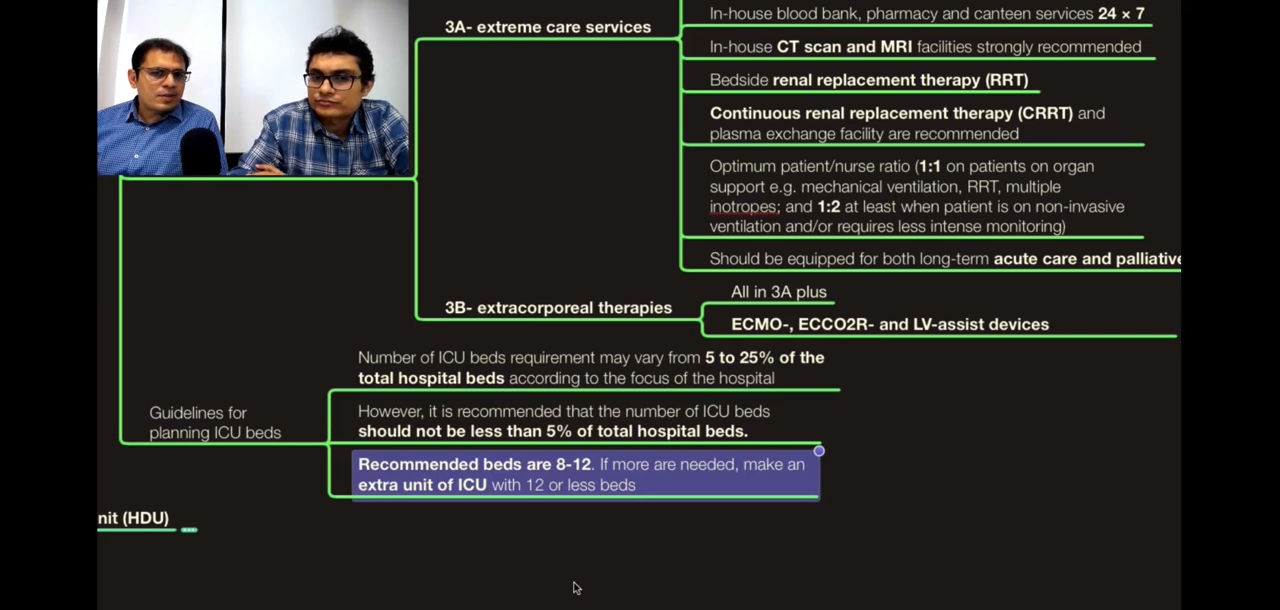 3A- extreme care services
In-house blood bank, pharmacy and canteen services 24 × 7
In-house CT scan and MRI facilities strongly recommended
Bedside renal replacement therapy (RRT)
Continuous renal replacement therapy (CRRT) and
plasma exchange facility are recommended
Optimum patient/nurse ratio (1:1 on patients on organ
support e.g. mechanical ventilation, RRT, multiple
inotropes; and 1:2 at least when patient is on non-invasive
ventilation and/or requires less intense monitoring)
Should be equipped for both long-term acute care and palliative
3B- extracorporeal therapies
All in 3A plus
ECMO-, ECCO2R- and LV-assist devices
Guidelines for
planning ICU beds
Number of ICU beds requirement may vary from 5 to 25% of the
total hospital beds according to the focus of the hospital
However, it is recommended that the number of ICU beds
should not be less than 5% of total hospital beds.
Recommended beds are 8-12. If more are needed, make an
extra unit of ICU with 12 or less beds
nit (HDU)